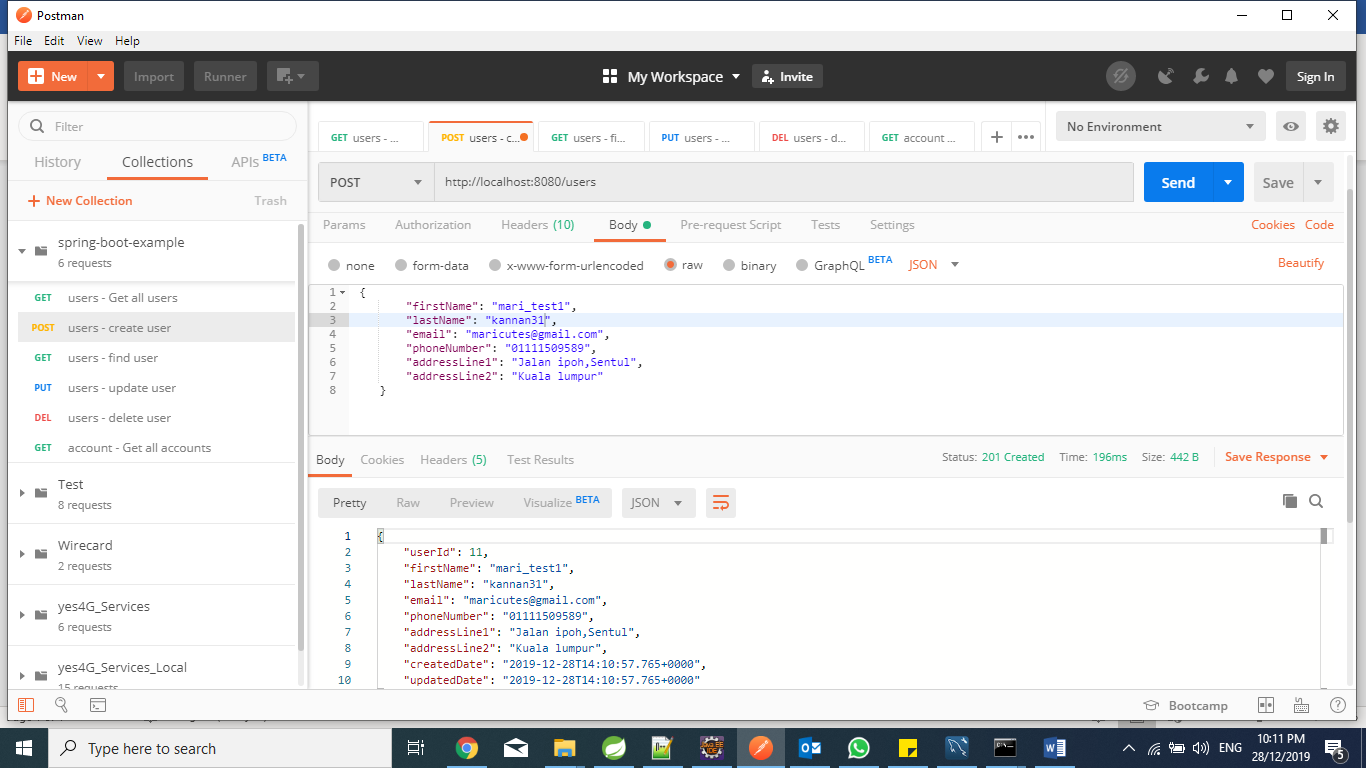 Postman
File Edit View Help
New Import Runner My Workspace Invite Sign In
Filter
History Collections APIs BETA
New Collection Trash
spring-boot-example
6 requests
GET users - Get all users
POST users - create user
GET users - find user
PUT users - update user
DEL users - delete user
GET account - Get all accounts
Test
8 requests
Wirecard
2 requests
yes4G_Services
6 requests
yes4G_Services_Local
15 requests
GET users - ... POST users - c... GET users - fi... PUT users - ... DEL users - d... GET account ... No Environment
POST http://localhost:8080/users Send Save
Params Authorization Headers (10) Body Pre-request Script Tests Settings Cookies Code
none form-data x-www-form-urlencoded raw binary GraphQL BETA JSON Beautify
1 {
2 "firstName": "mari_test1",
3 "lastName": "kannan31",
4 "email": "maricutes@gmail.com",
5 "phoneNumber": "01111509589",
6 "addressLine1": "Jalan ipoh,Sentul",
7 "addressLine2": "Kuala lumpur"
8 }
Body Cookies Headers (5) Test Results Status: 201 Created Time: 196ms Size: 442 B Save Response
Pretty Raw Preview Visualize BETA JSON
1 {
2 "userId": 11,
3 "firstName": "mari_test1",
4 "lastName": "kannan31",
5 "email": "maricutes@gmail.com",
6 "phoneNumber": "01111509589",
7 "addressLine1": "Jalan ipoh,Sentul",
8 "addressLine2": "Kuala lumpur",
9 "createdDate": "2019-12-28T14:10:57.765+0000",
10 "updatedDate": "2019-12-28T14:10:57.765+0000"
Bootcamp
Type here to search
ENG
10:11 PM
28/12/2019
5